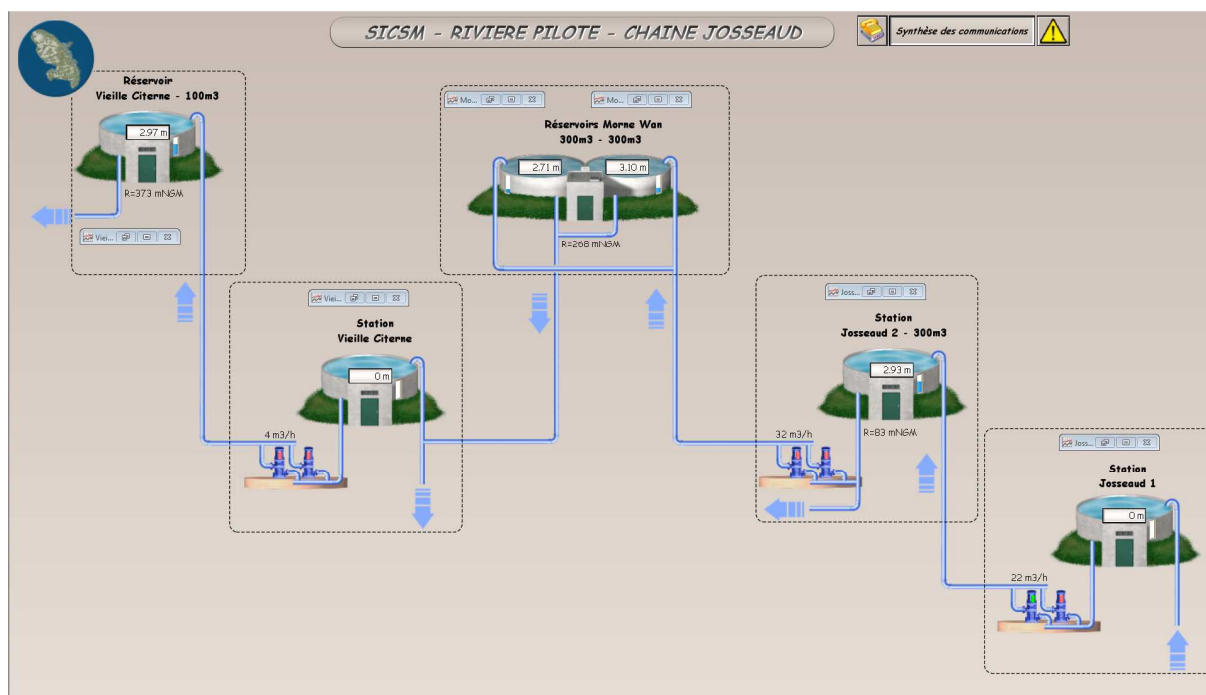 SICSM - RIVIERE PILOTE - CHAINE JOSSEAUD
Synthèse des communications
Réservoir
Vieille Citerne - 100m3
2.97 m
R=373 mNGM
Viei...
Mo...
Mo...
Réservoirs Morne Wan
300m3 - 300m3
2.71 m
3.10 m
R=268 mNGM
Viei...
Station
Vieille Citerne
0 m
4 m3/h
Joss...
Station
Josseaud 2 - 300m3
2.93 m
R=83 mNGM
32 m3/h
Joss...
Station
Josseaud 1
0 m
22 m3/h